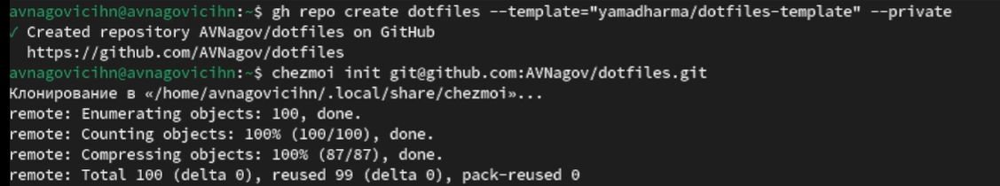 avnagovicihn@avnagovicihn:~$ gh repo create dotfiles --template="yamadharma/dotfiles-template" --private
✓ Created repository AVNagov/dotfiles on GitHub
https://github.com/AVNagov/dotfiles
avnagovicihn@avnagovicihn:~$ chezmoi init git@github.com:AVNagov/dotfiles.git
Клонирование в «/home/avnagovicihn/.local/share/chezmoi»...
remote: Enumerating objects: 100, done.
remote: Counting objects: 100% (100/100), done.
remote: Compressing objects: 100% (87/87), done.
remote: Total 100 (delta 0), reused 99 (delta 0), pack-reused 0